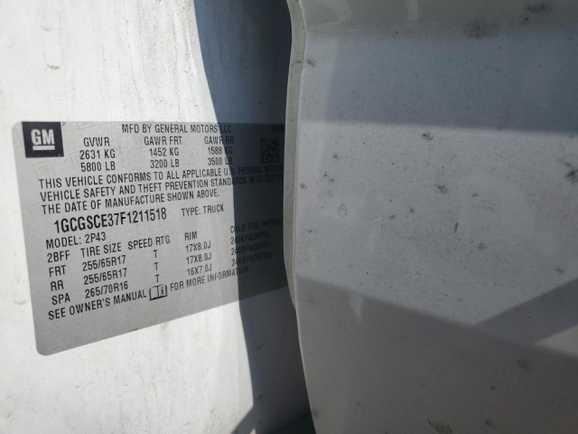 GM
MFD BY GENERAL MOTORS LLC
GVWR GAWR FRT GAWR RR
2631 KG 1452 KG 1588 KG
5800 LB 3200 LB 3500 LB
THIS VEHICLE CONFORMS TO ALL APPLICABLE U.S. FEDERAL MOTOR
VEHICLE SAFETY AND THEFT PREVENTION STANDARDS IN
THE DATE OF MANUFACTURE SHOWN ABOVE.
1GCGSCE37F1211518 TYPE: TRUCK
MODEL: 2P43
2BFF TIRE SIZE SPEED RTG RIM
FRT 255/65R17 T 17X8.0J
RR 255/65R17 T 17X8.0J
SPA 265/70R16 T 16X7.0J
SEE OWNER'S MANUAL FOR MORE INFORMATION